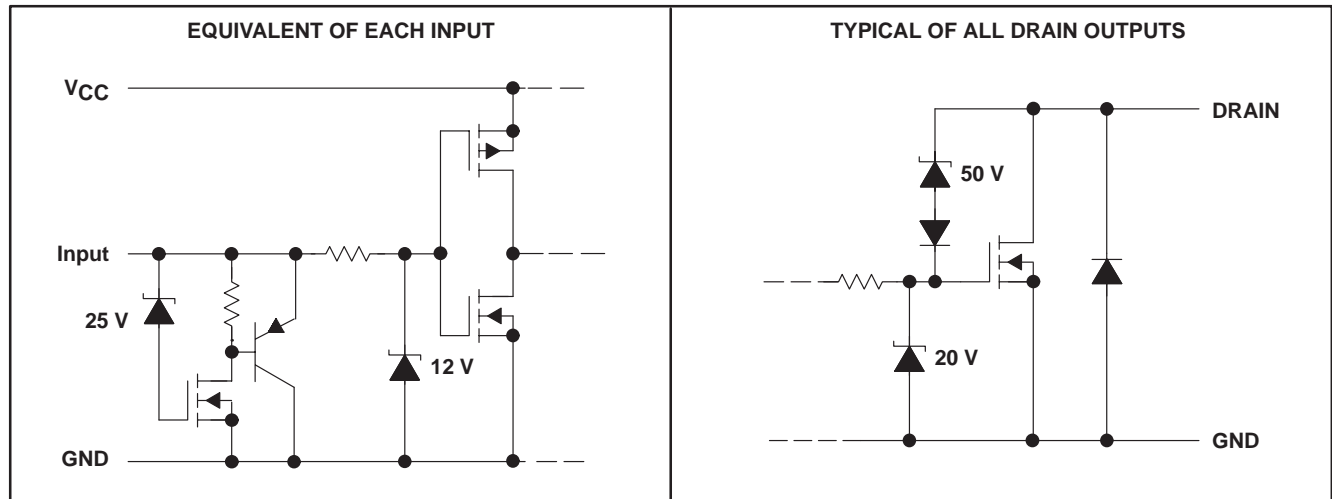 EQUIVALENT OF EACH INPUT
VCC
Input
25 V
12 V
GND
TYPICAL OF ALL DRAIN OUTPUTS
DRAIN
50 V
20 V
GND